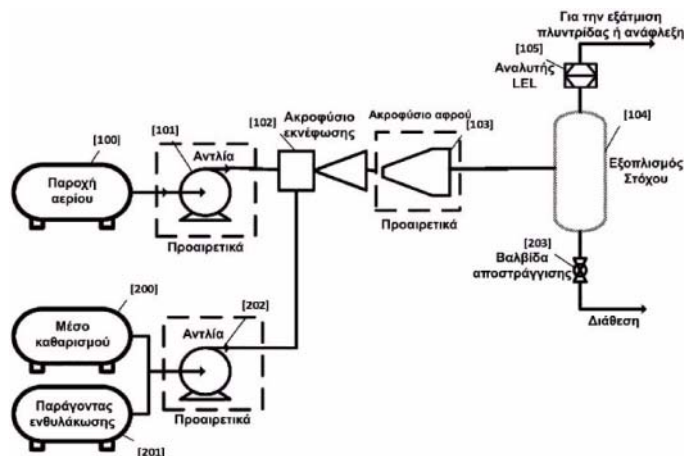 Για την εξάτμιση
πλυντρίδας ή ανάφλεξη
[105]
Αναλυτής
LEL
[102]
Ακροφύσιο
εκνέφωσης
Ακροφύσιο αφρού
[103]
[104]
[101]
[100]
Αντλία
Παροχή
αερίου
Προαιρετικά
Προαιρετικά
Εξοπλισμός
Στόχου
[203]
Βαλβίδα
αποστράγγισης
[200]
[202]
Μέσο
καθαρισμού
Αντλία
Διάθεση
Παράγοντας
ενθυλάκωσης
Προαιρετικά
[201]